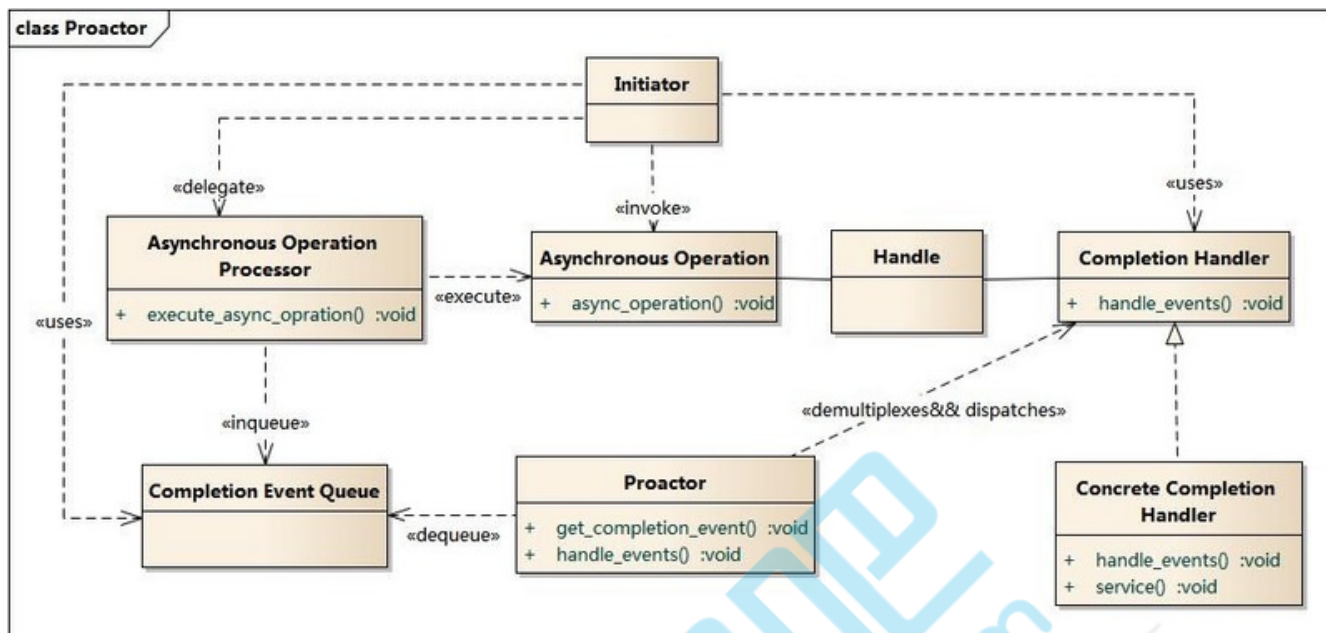 class Proactor
Initiator
«delegate»
«invoke»
«uses»
Asynchronous Operation
Processor
+ execute_async_opration() :void
«execute»
Asynchronous Operation
+ async_operation() :void
Handle
Completion Handler
+ handle_events() :void
«uses»
«inqueue»
«demultiplexes&& dispatches»
Completion Event Queue
«dequeue»
Proactor
+ get_completion_event() :void
+ handle_events() :void
Concrete Completion
Handler
+ handle_events() :void
+ service() :void